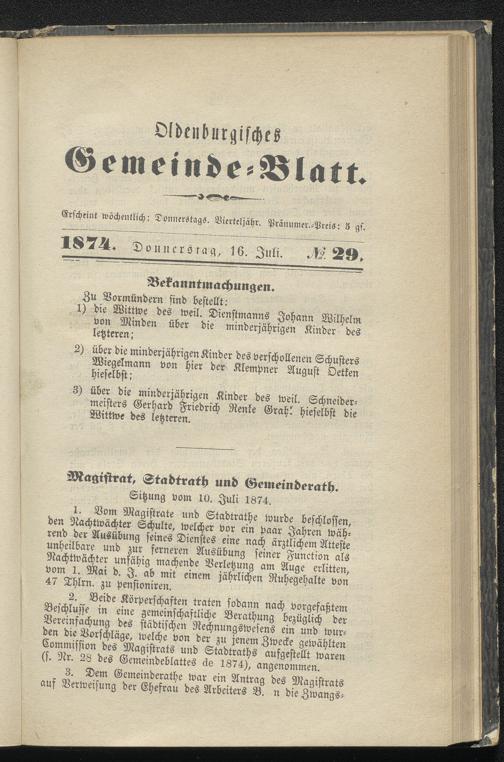 Oldenburgisches
Gemeinde-Blatt.
Erscheint wöchentlich: Donnerstags. Vierteljähr. Pränumer.-Preis: 5 gſ.
1874. Donnerstag, 16. Juli. № 29.
Bekanntmachungen.
Zu Vormündern ſind beſtellt:
1) die Wittwe des weil. Dienſtmanns Johann Wilhelm
von Minden über die minderjährigen Kinder des
letzteren;
2) über die minderjährigen Kinder des verſchollenen Schuſters
Wiegelmann von hier der Klempner Auguſt Oetken
hieſelbſt;
3) über die minderjährigen Kinder des weil. Schneider-
meiſters Gerhard Friedrich Renke hieſelbſt die
Wittwe des letzteren.
Magiſtrat, Stadtrath und Gemeinderath.
Sitzung vom 10. Juli 1874.
1. Vom Magiſtrate und Stadtrathe wurde beſchloſſen,
den Nachtwächter Schulte, welcher vor ein paar Jahren wäh-
rend der Ausübung ſeines Dienſtes eine nach ärztlichem Atteſte
unheilbare und zur ferneren Ausübung ſeiner Function als
Nachtwächter unfähig machende Verletzung am Auge erlitten,
vom 1. Mai d. J. ab mit einem jährlichen Ruhegehalte von
47 Thlrn. zu penſioniren.
2. Beide Körperſchaften traten ſodann nach vorgefaßtem
Beſchluſſe in eine gemeinſchaftliche Berathung bezüglich der
Vereinfachung des ſtädtiſchen Rechnungsweſens ein und wur-
den die Vorſchläge, welche von der zu jenem Zwecke gewählten
Commiſſion des Magiſtrats und Stadtraths aufgeſtellt waren
(ſ. Nr. 28 des Gemeindeblattes de 1874), angenommen.
3. Dem Gemeinderathe war ein Antrag des Magiſtrats
auf Verweiſung der Ehefrau des Arbeiters B. n die Zwangs-